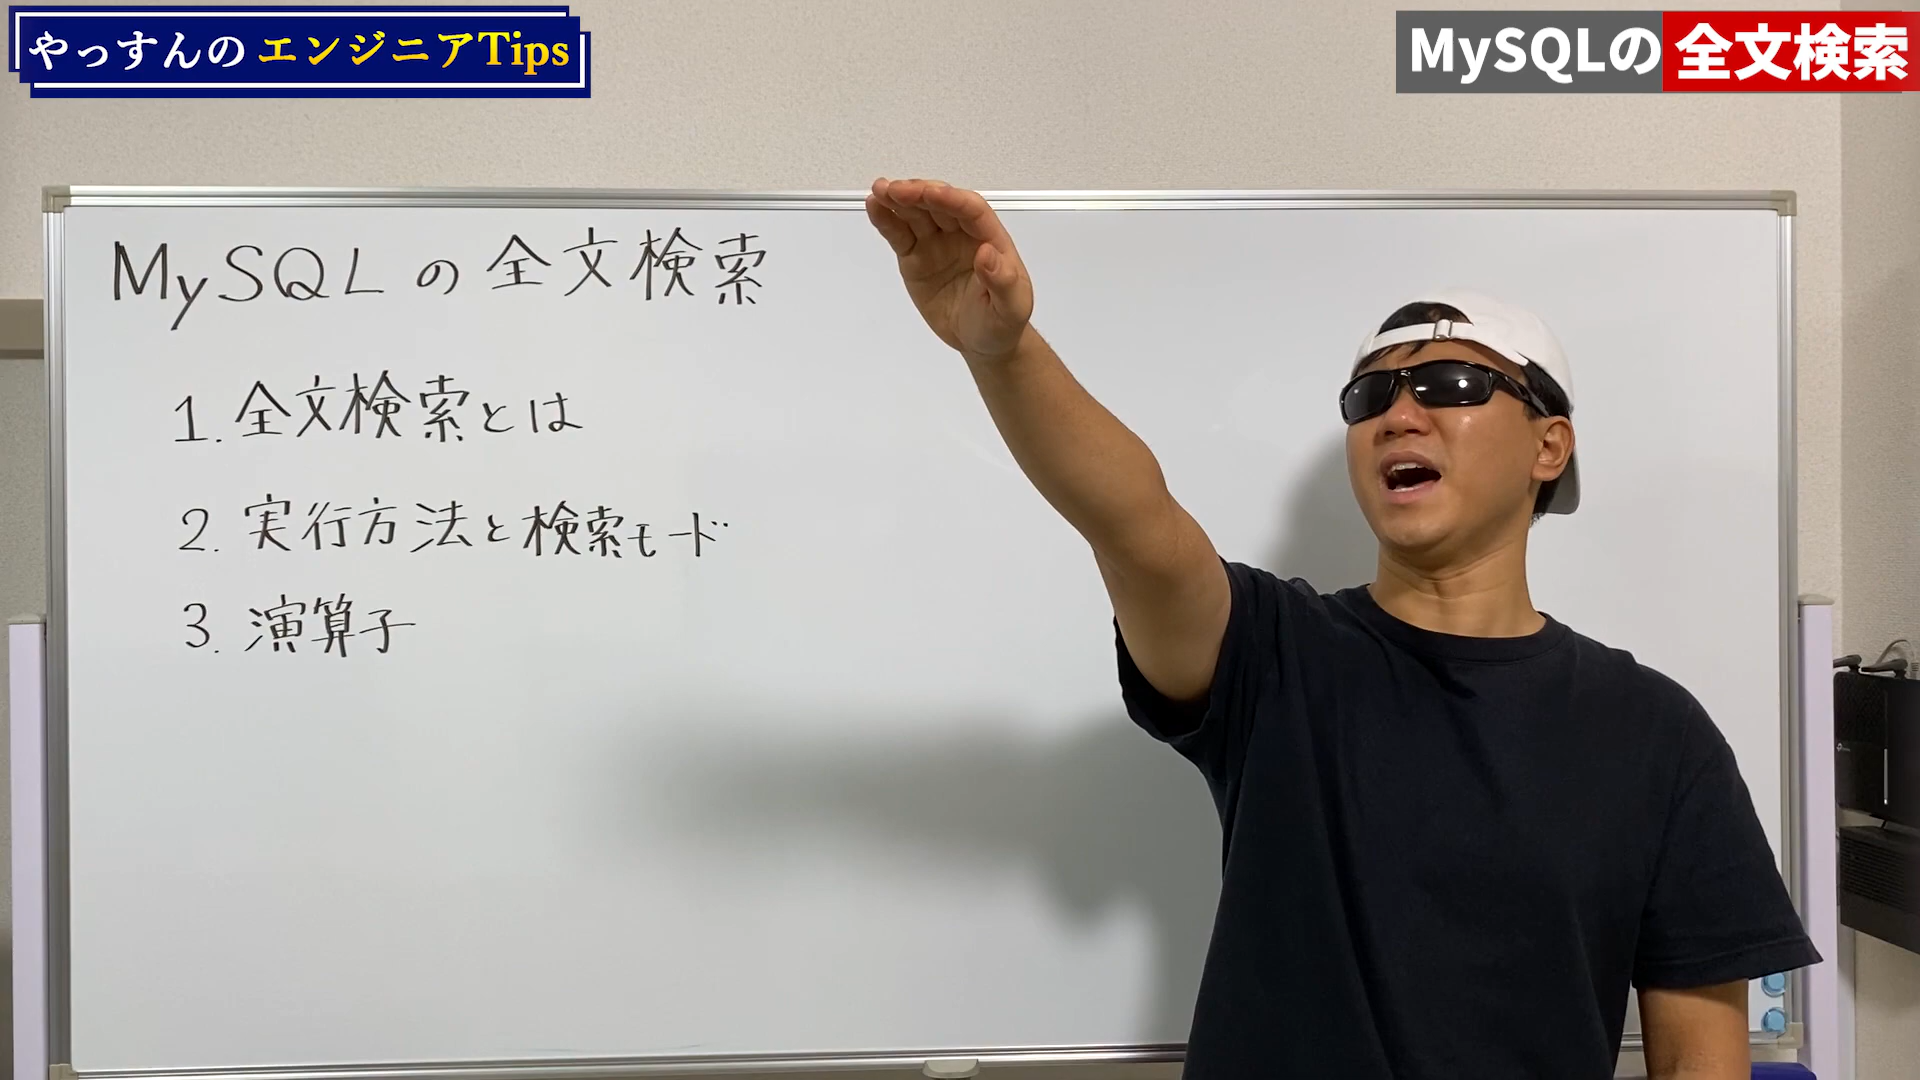 やっすんの エンジニアTips
MySQLの 全文検索
MySQLの全文検索
1. 全文検索とは
2. 実行方法と検索モード
3. 演算子